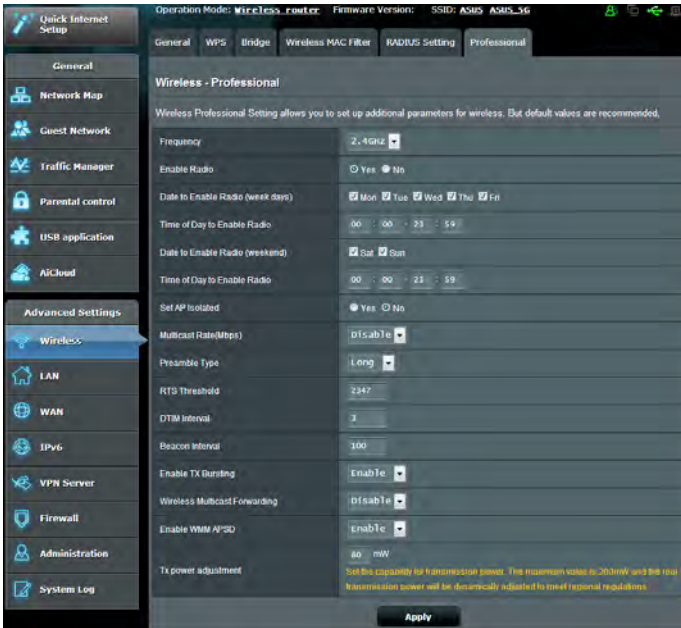 Quick Internet
Setup
Operation Mode: Wireless router Firmware Version: SSID: ASUS ASUS_5G
General WPS Bridge Wireless MAC Filter RADIUS Setting Professional
General
Network Map
Guest Network
Traffic Manager
Parental control
USB application
AiCloud
Advanced Settings
Wireless
LAN
WAN
IPv6
VPN Server
Firewall
Administration
System Log
Wireless - Professional
Wireless Professional Setting allows you to set up additional parameters for wireless. But default values are recommended.
Frequency 2.4GHz
Enable Radio Yes No
Date to Enable Radio (week days) Mon Tue Wed Thu Fri
Time of Day to Enable Radio 00 : 00 - 23 : 59
Date to Enable Radio (weekend) Sat Sun
Time of Day to Enable Radio 00 : 00 - 23 : 59
Set AP Isolated Yes No
Multicast Rate(Mbps) Disable
Preamble Type Long
RTS Threshold 2347
DTIM Interval 3
Beacon Interval 100
Enable TX Bursting Enable
Wireless Multicast Forwarding Disable
Enable WMM APSD Enable
Tx power adjustment 80 mW
Set the capability for transmission power. The maximum value is 200mW and the real
transmission power will be dynamically adjusted to meet regional regulations
Apply